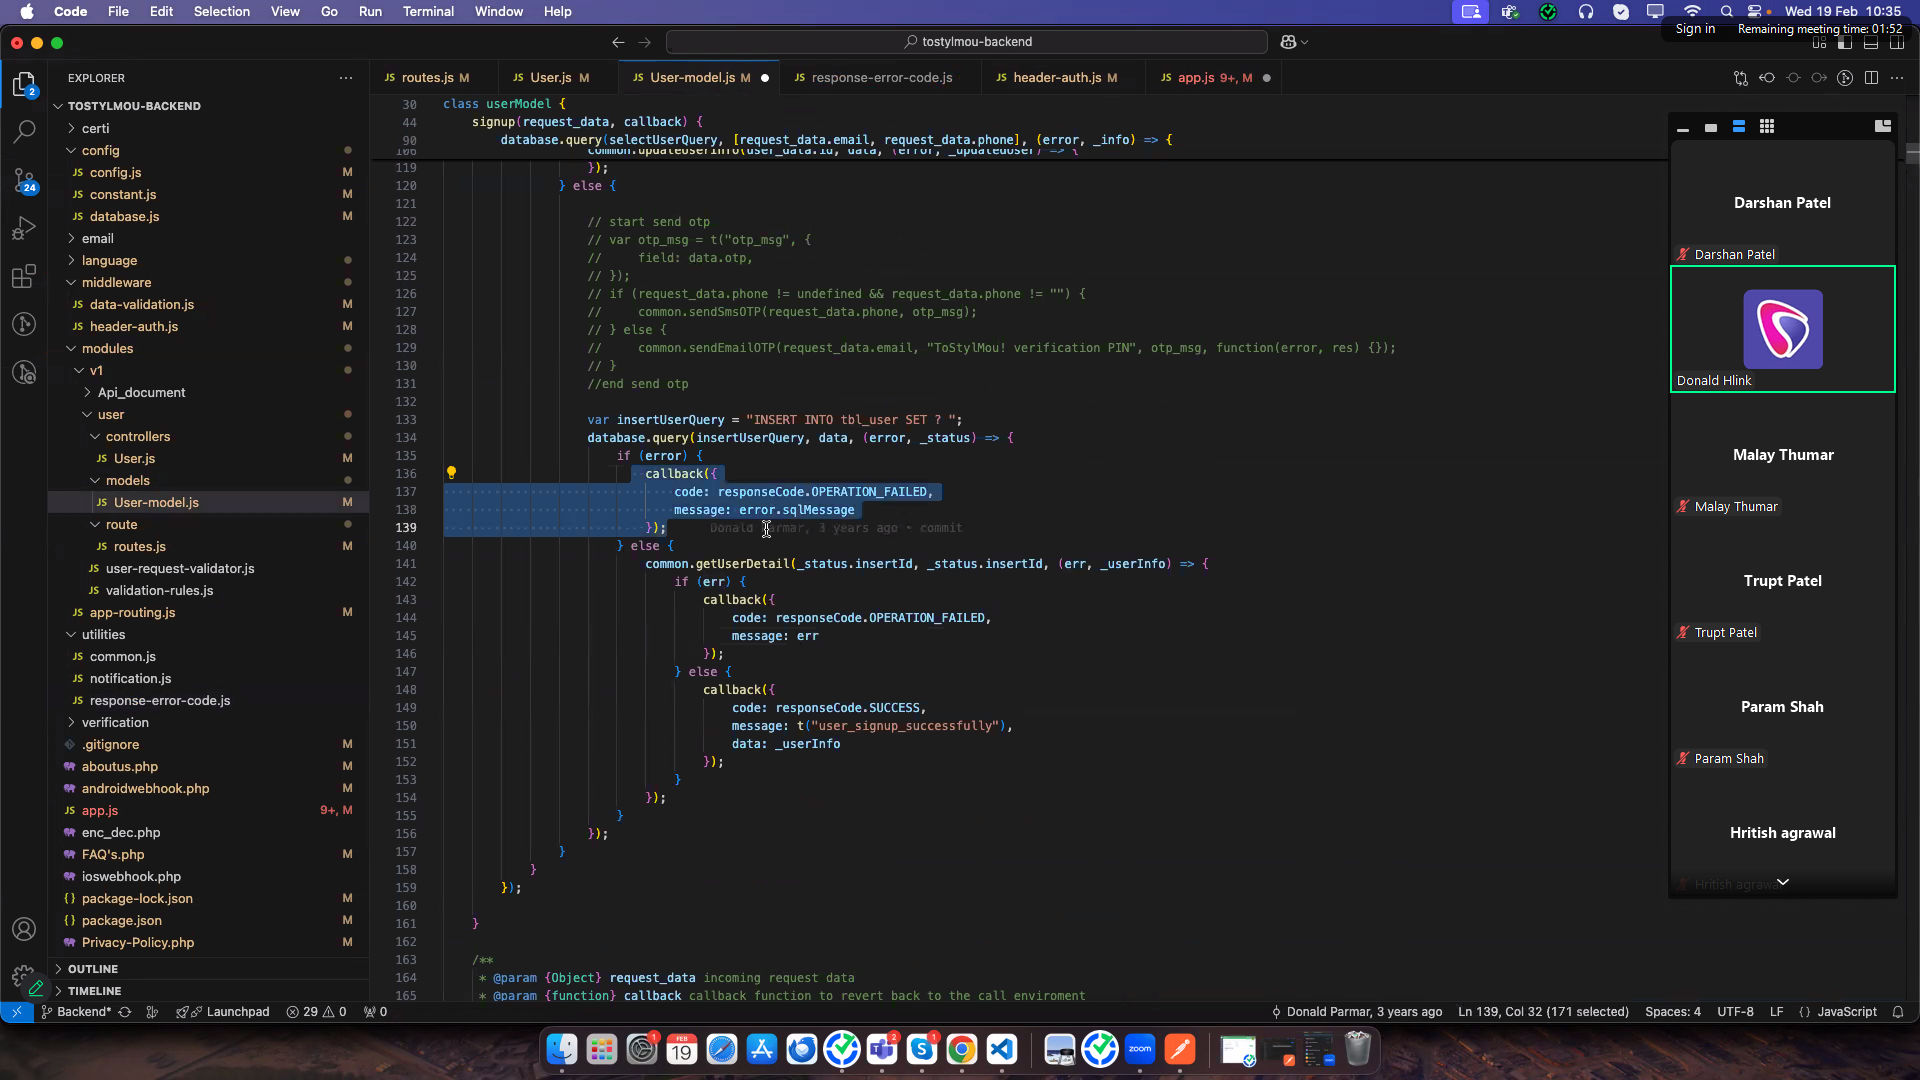 Code File Edit Selection View Go Run Terminal Window Help
Wed 19 Feb 10:35
Sign in Remaining meeting time: 01:52
tostylmou-backend
EXPLORER
routes.js M User.js M User-model.js M response-error-code.js header-auth.js M app.js 9+, M
TOSTYLMOU-BACKEND
certi
config
config.js M
constant.js M
database.js M
email
language
middleware
data-validation.js M
header-auth.js M
modules
v1
Api_document
user
controllers
User.js M
models
User-model.js M
route
routes.js M
user-request-validator.js
validation-rules.js
app-routing.js M
utilities
common.js M
notification.js M
response-error-code.js
verification
.gitignore M
aboutus.php M
androidwebhook.php M
app.js 9+, M
enc_dec.php
FAQ's.php M
ioswebhook.php
package-lock.json M
package.json M
Privacy-Policy.php M
OUTLINE
TIMELINE
2
24
30 class userModel {
44 signup(request_data, callback) {
90 database.query(selectUserQuery, [request_data.email, request_data.phone], (error, _info) => {
106 common.updateUserInfo(user_data.id, data, (error, _updatedUser) => {
119 });
120 } else {
121
122 // start send otp
123 // var otp_msg = t("otp_msg", {
124 // field: data.otp,
125 // });
126 // if (request_data.phone != undefined && request_data.phone != "") {
127 // common.sendSmsOTP(request_data.phone, otp_msg);
128 // } else {
129 // common.sendEmailOTP(request_data.email, "ToStylMou! verification PIN", otp_msg, function(error, res) {});
130 // }
131 //end send otp
132
133 var insertUserQuery = "INSERT INTO tbl_user SET ? ";
134 database.query(insertUserQuery, data, (error, _status) => {
135 if (error) {
136 callback({
137 code: responseCode.OPERATION_FAILED,
138 message: error.sqlMessage
139 }); Donald Parmar, 3 years ago • commit
140 } else {
141 common.getUserDetail(_status.insertId, _status.insertId, (err, _userInfo) => {
142 if (err) {
143 callback({
144 code: responseCode.OPERATION_FAILED,
145 message: err
146 });
147 } else {
148 callback({
149 code: responseCode.SUCCESS,
150 message: t("user_signup_successfully"),
151 data: _userInfo
152 });
153 }
154 });
155 }
156 });
157 }
158 }
159 });
160
161 }
162
163 /**
164 * @param {Object} request_data incoming request data
165 * @param {function} callback callback function to revert back to the call enviroment
Darshan Patel
Darshan Patel
Donald Hlink
Malay Thumar
Malay Thumar
Trupt Patel
Trupt Patel
Param Shah
Param Shah
Hritish agrawal
Hritish agrawal
Backend* Launchpad 29 0 0 Donald Parmar, 3 years ago Ln 139, Col 32 (171 selected) Spaces: 4 UTF-8 LF {} JavaScript
1 FEB 19 2 1 zoom